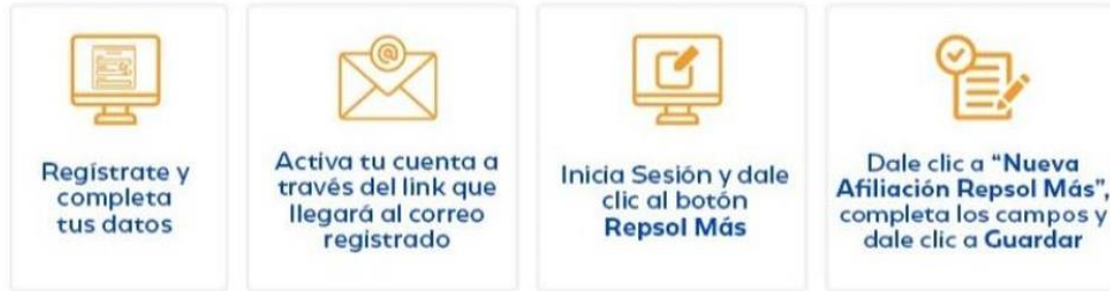 Regístrate y
completa
tus datos
Activa tu cuenta a
través del link que
llegará al correo
registrado
Inicia Sesión y dale
clic al botón
Repsol Más
Dale clic a “Nueva
Afiliación Repsol Más”,
completa los campos y
dale clic a Guardar